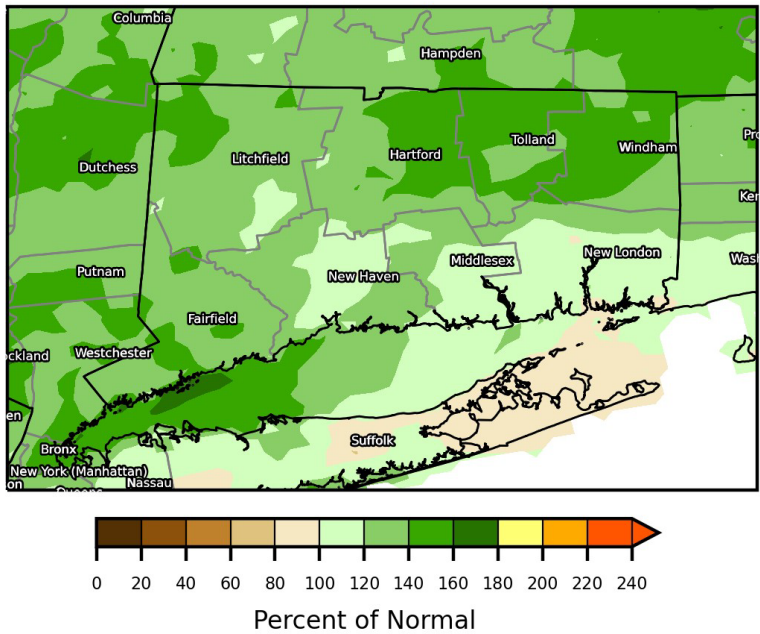 Columbia
Hampden
Pro
Windham
Tolland
Hartford
Litchfield
Dutchess
Ker
New London
Wash
Middlesex
Putnam
New Haven
Fairfield
Westchester
ockland
en
Suffolk
Bronx
New York (Manhattan)
on
Nassau
Queens
0 20 40 60 80 100 120 140 160 180 200 220 240
Percent of Normal